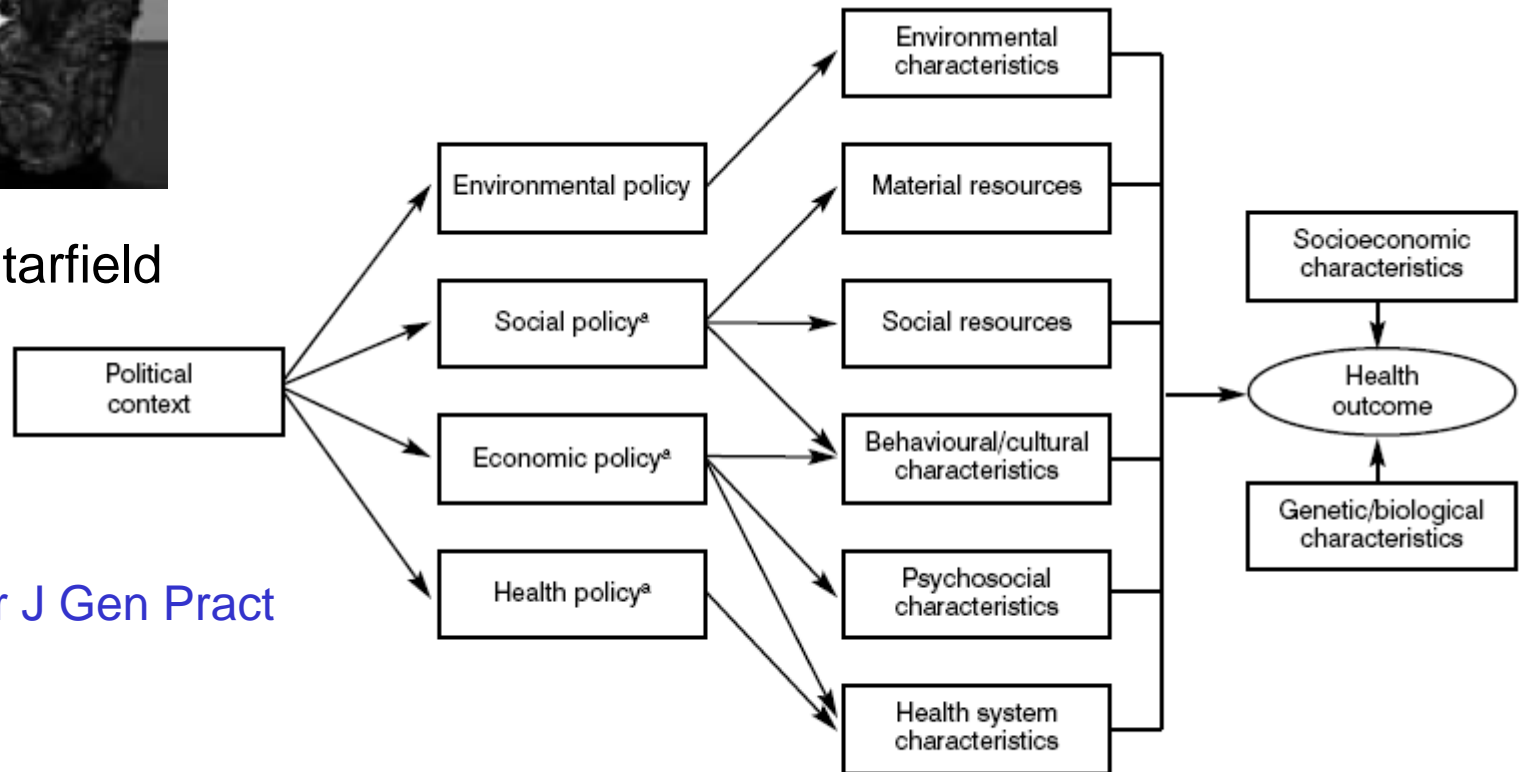 Environmental
characteristics
Environmental policy
Material resources
tarfield
Socioeconomic
characteristics
Social policyª
Social resources
Political
context
Health
outcome
Economic policyª
Behavioural/cultural
characteristics
Genetic/biological
characteristics
r J Gen Pract
Health policyª
Psychosocial
characteristics
Health system
characteristics